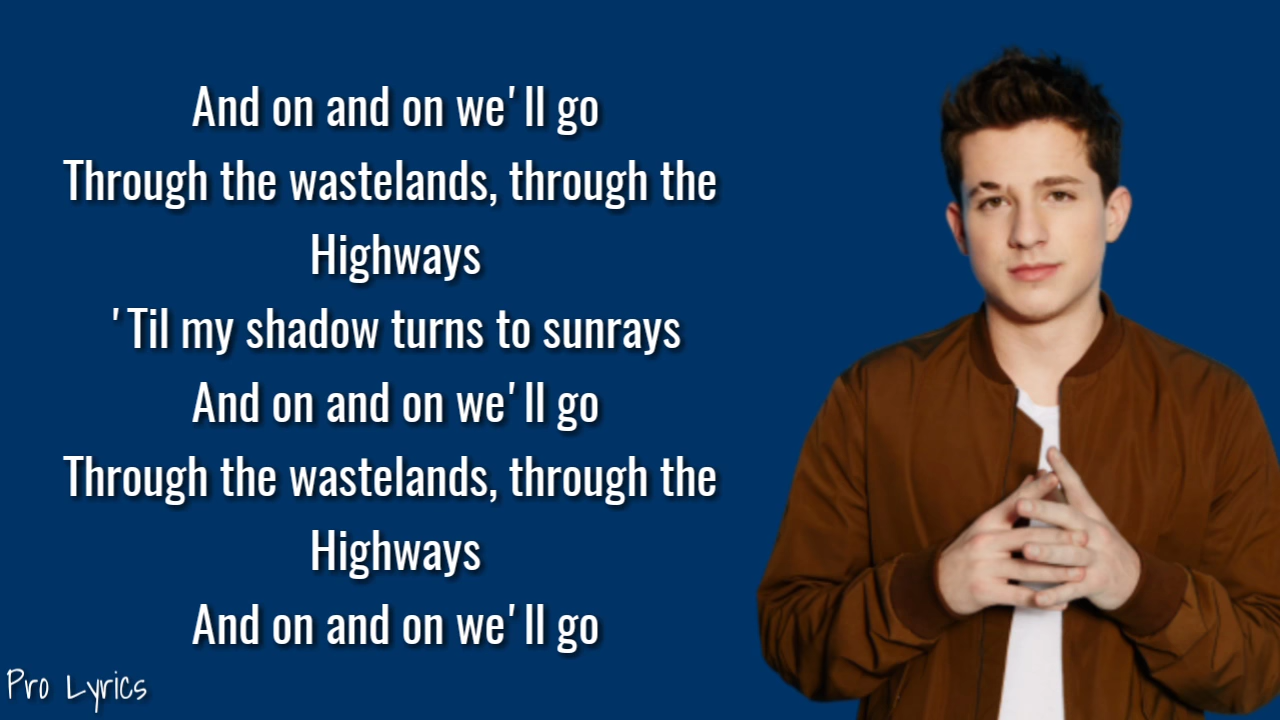 And on and on we'll go
Through the wastelands, through the
Highways
'Til my shadow turns to sunrays
And on and on we'll go
Through the wastelands, through the
Highways
And on and on we'll go
Pro Lyrics